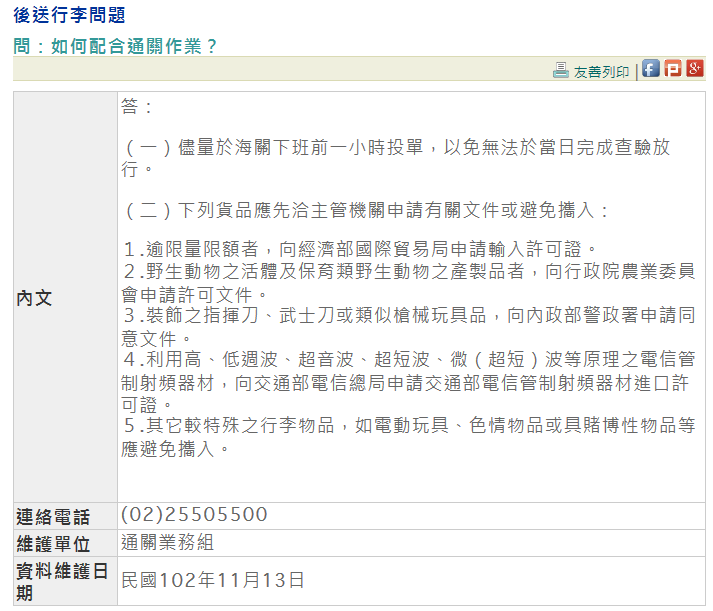 後送行李問題
問：如何配合通關作業？
友善列印
內文
答：
（一）儘量於海關下班前一小時投單，以免無法於當日完成查驗放
行。
（二）下列貨品應先洽主管機關申請有關文件或避免攜入：
１.逾限量限額者，向經濟部國際貿易局申請輸入許可證。
２.野生動物之活體及保育類野生動物之產製品者，向行政院農業委員
會申請許可文件。
３.裝飾之指揮刀、武士刀或類似槍械玩具品，向內政部警政署申請同
意文件。
４.利用高、低週波、超音波、超短波、微（超短）波等原理之電信管
制射頻器材，向交通部電信總局申請交通部電信管制射頻器材進口許
可證。
５.其它較特殊之行李物品，如電動玩具、色情物品或具賭博性物品等
應避免攜入。
連絡電話
(02)25505500
維護單位
通關業務組
資料維護日
期
民國102年11月13日